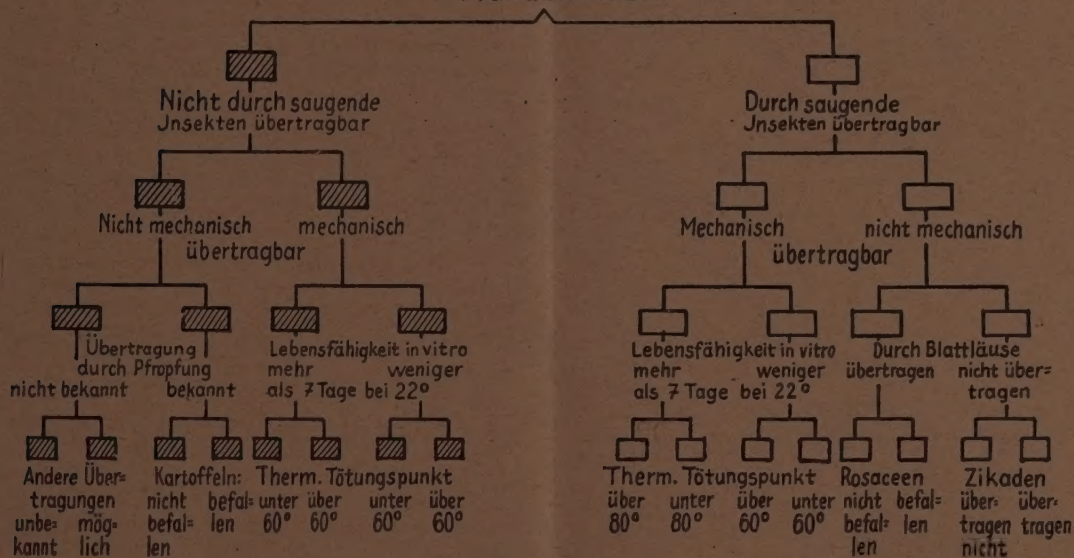 Nicht durch saugende
Jnsekten übertragbar
Durch saugende
Jnsekten übertragbar
Nicht mechanisch mechanisch
übertragbar
Mechanisch nicht mechanisch
übertragbar
Übertragung
durch Pfropfung
nicht bekannt bekannt
Lebensfähigkeit in vitro
mehr weniger
als 7 Tage bei 22°
Lebensfähigkeit in vitro
mehr weniger
als 7 Tage bei 22°
Durch Blattläuse
übertragen nicht über=
tragen
Andere Über=
tragungen
unbe= mög=
kannt lich
Kartoffeln:
nicht befal=
befal= len
len
Therm. Tötungspunkt
unter über unter über
60° 60° 60° 60°
Therm. Tötungspunkt
über unter über unter
80° 80° 60° 60°
Rosaceen
nicht befal=
befal= len
len
Zikaden
über= über=
tragen tragen
nicht